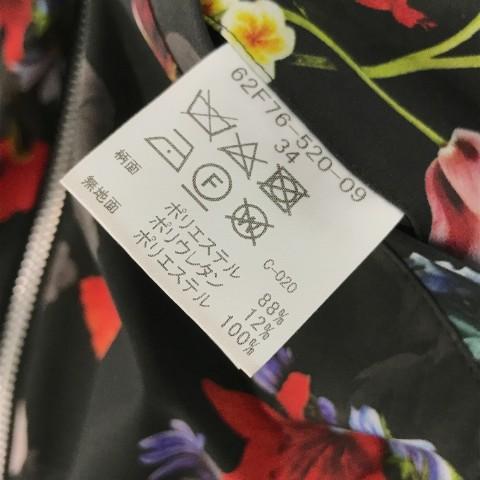 62F76-520-09
34
F
W
柄面 ポリエステル 88%
ポリウレタン 12%
無地面 ポリエステル 100%
C-020